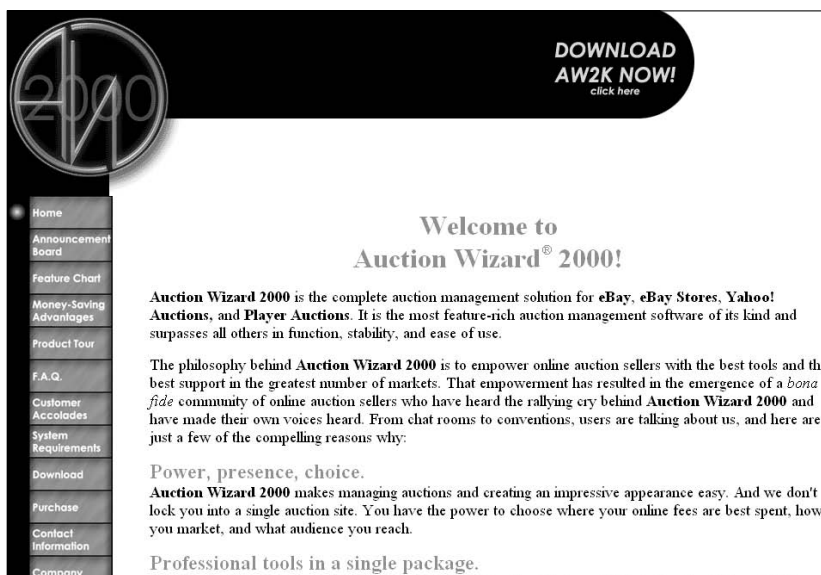 2000
AW
DOWNLOAD
AW2K NOW!
click here
Home
Announcement
Board
Feature Chart
Money-Saving
Advantages
Product Tour
F.A.Q.
Customer
Accolades
System
Requirements
Download
Purchase
Contact
Information
Company
Welcome to
Auction Wizard® 2000!
Auction Wizard 2000 is the complete auction management solution for eBay, eBay Stores, Yahoo!
Auctions, and Player Auctions. It is the most feature-rich auction management software of its kind and
surpasses all others in function, stability, and ease of use.
The philosophy behind Auction Wizard 2000 is to empower online auction sellers with the best tools and th
best support in the greatest number of markets. That empowerment has resulted in the emergence of a bona
fide community of online auction sellers who have heard the rallying cry behind Auction Wizard 2000 and
have made their own voices heard. From chat rooms to conventions, users are talking about us, and here are
just a few of the compelling reasons why:
Power, presence, choice.
Auction Wizard 2000 makes managing auctions and creating an impressive appearance easy. And we don't
lock you into a single auction site. You have the power to choose where your online fees are best spent, how
you market, and what audience you reach.
Professional tools in a single package.